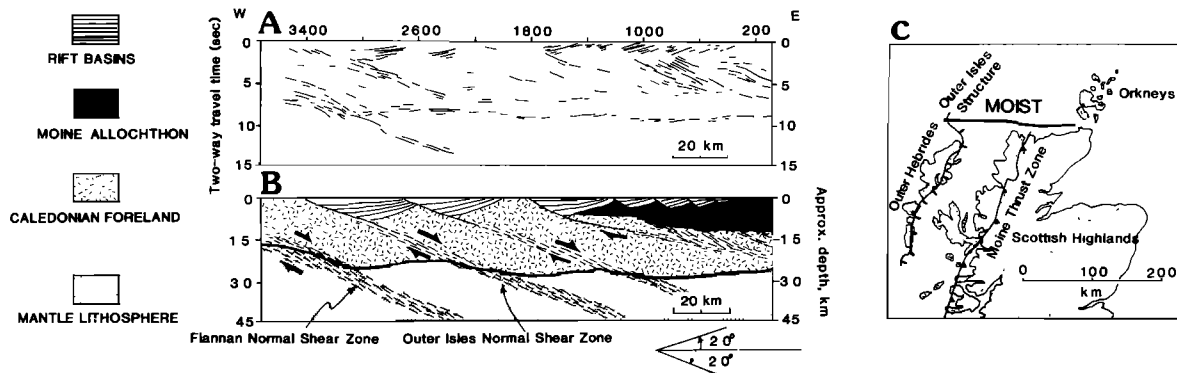 RIFT BASINS
MOINE ALLOCHTHON
CALEDONIAN FORELAND
MANTLE LITHOSPHERE
W A E
3400 2600 1800 1000 200
Two-way travel time (sec)
0 0
5 5
10 10
15 15
20 km
B
0 0
15 15
30 30
45 45
Approx. depth, km
20 km
Flannan Normal Shear Zone
Outer Isles Normal Shear Zone
20°
20°
C
Outer Isles
Structure
MOIST
Orkneys
Outer Hebrides
Moine Thrust Zone
Scottish Highlands
0 100 200
km